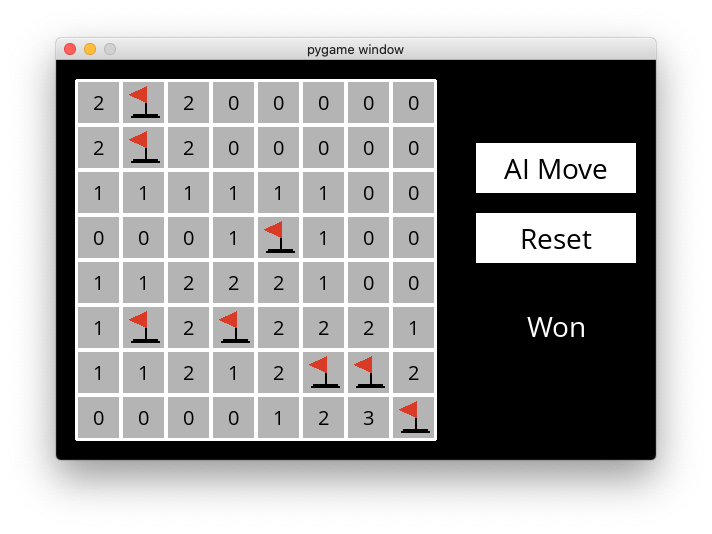 pygame window
2 2 0 0 0 0 0
2 2 0 0 0 0 0
1 1 1 1 1 1 0 0
0 0 0 1 1 0 0
1 1 2 2 2 1 0 0
1 2 2 2 2 1
1 1 2 1 2 2
0 0 0 0 1 2 3
AI Move
Reset
Won